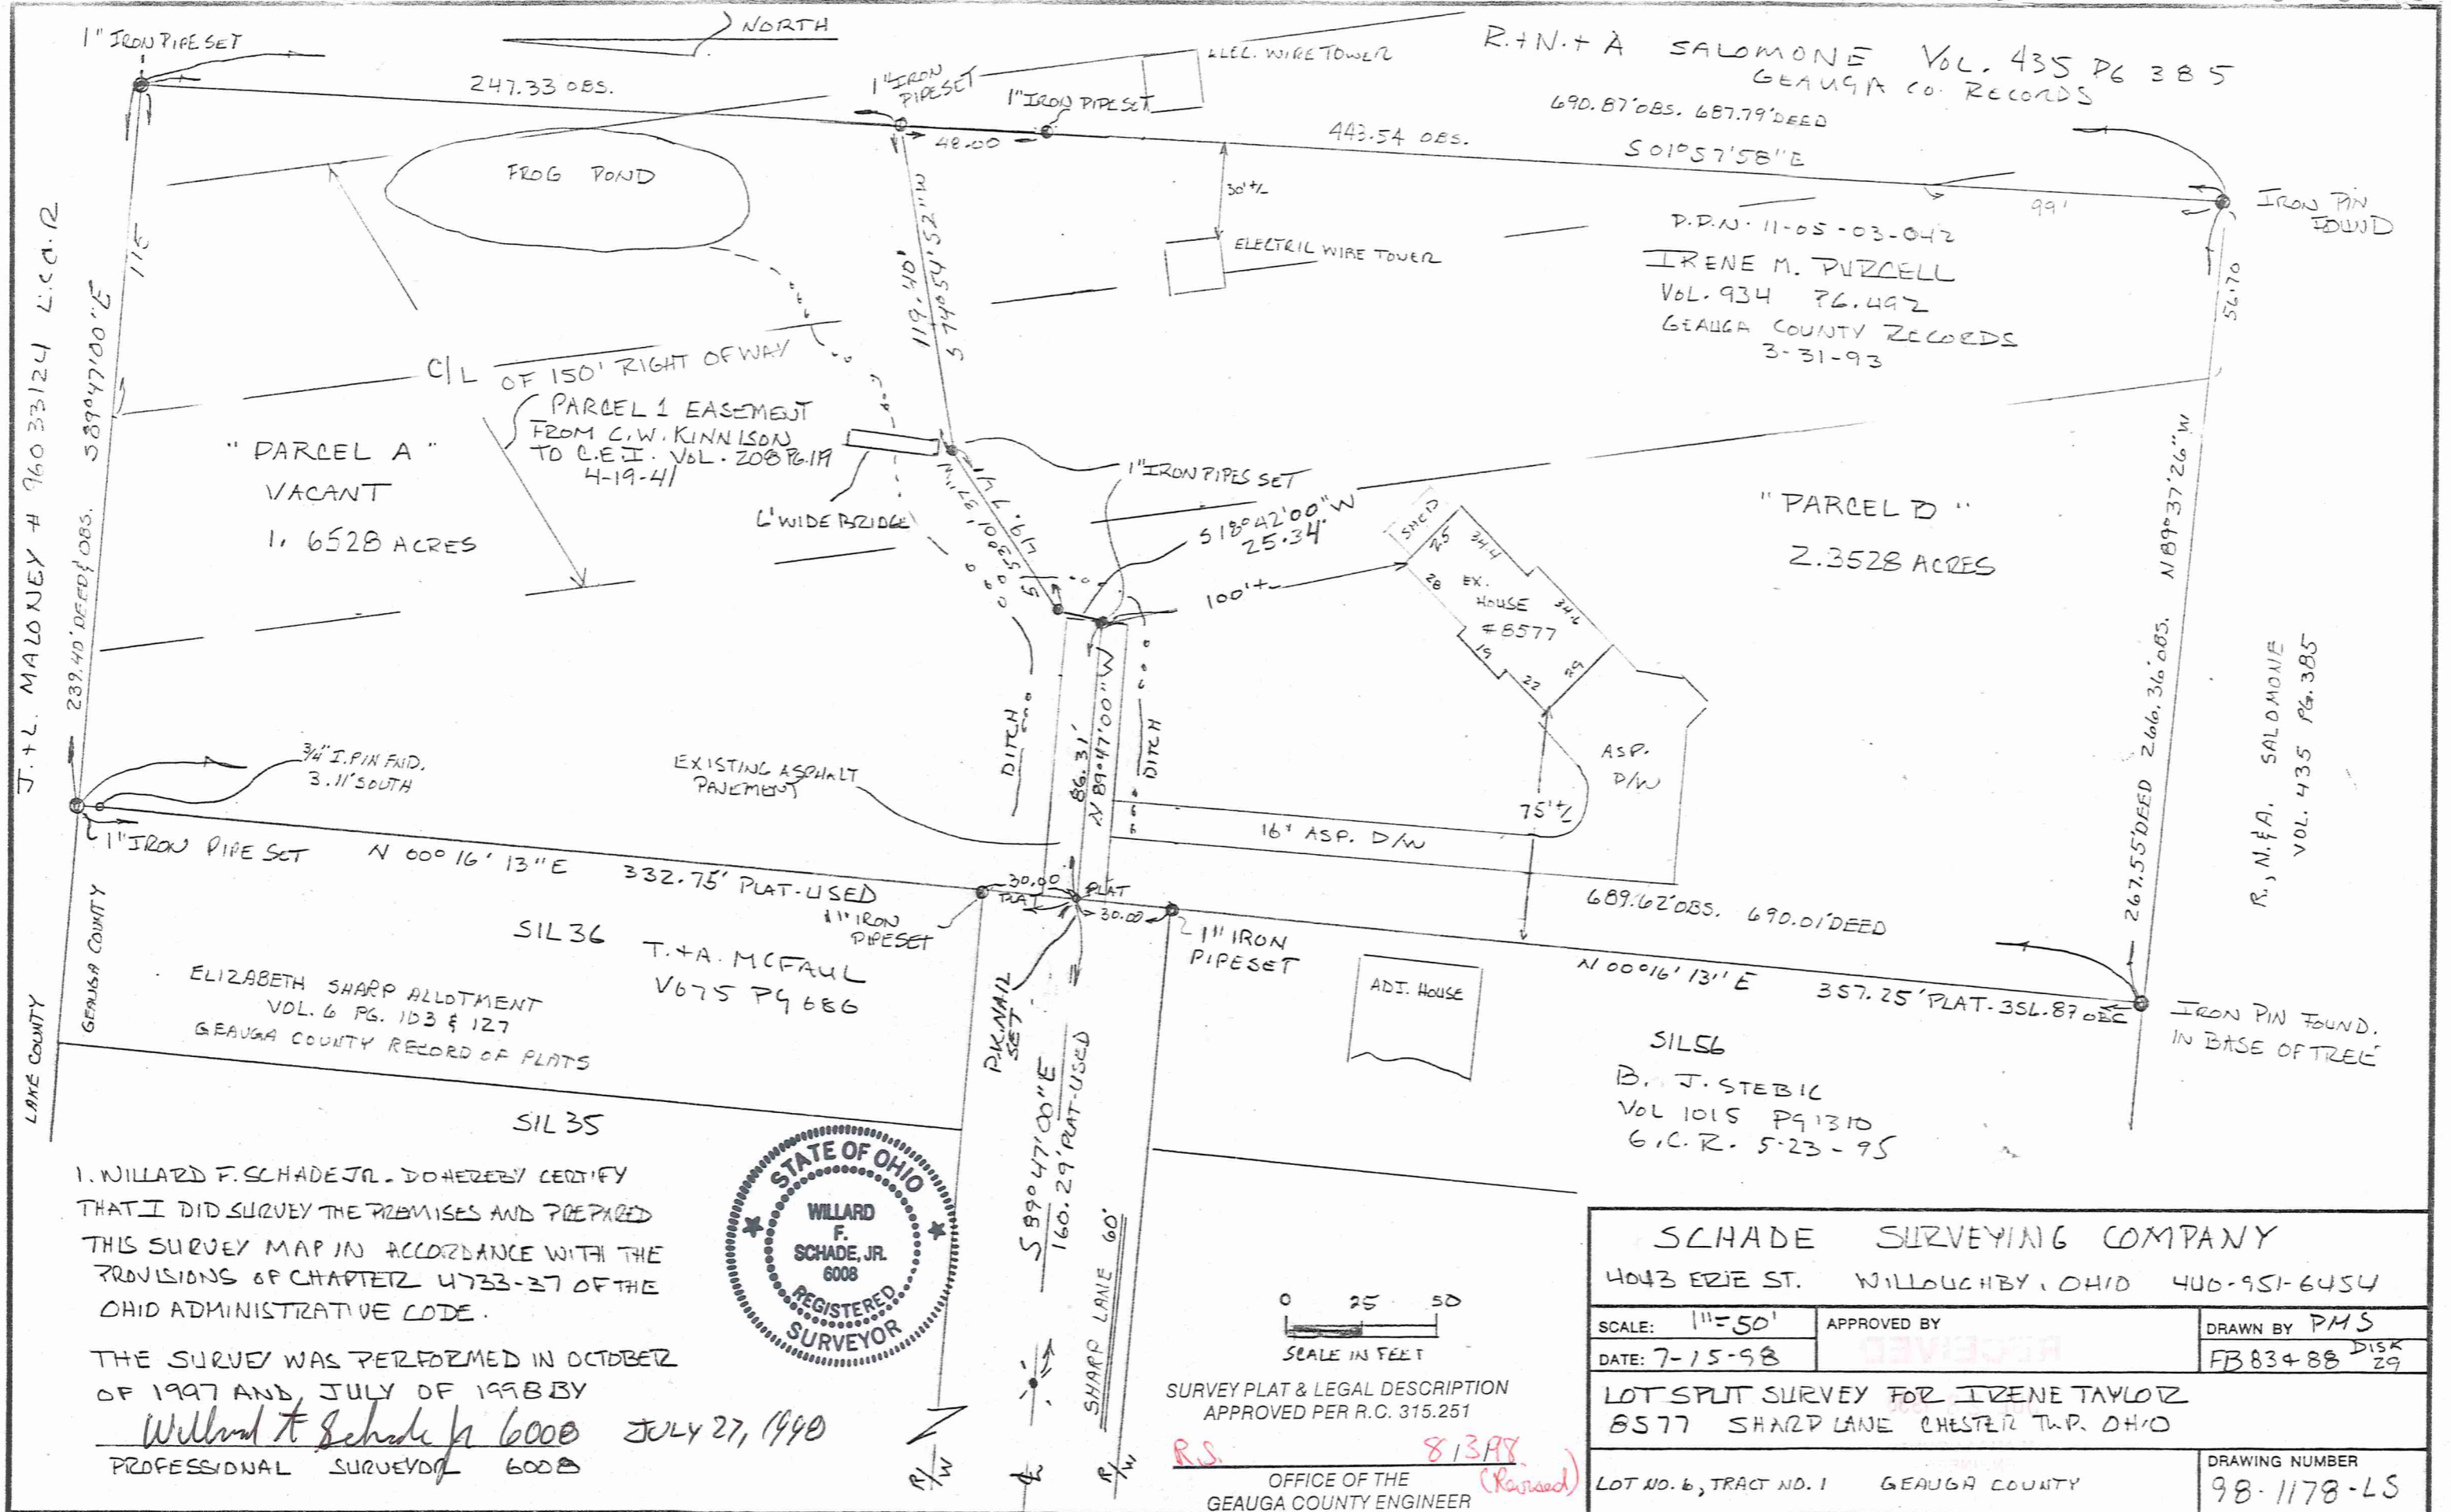 1" IRON PIPE SET
NORTH
247.33 OBS.
1" IRON
PIPE SET
1" IRON PIPE SET
ELEC. WIRE TOWER
R.+N.+ A SALOMONE VOL. 435 PG 385
GEAUGA CO. RECORDS
690.87' OBS. 687.79' DEED
48.00
443.54 OBS.
S 01° 57' 58" E
99'
IRON PIN
FOUND
FROG POND
30' +/-
ELECTRIC WIRE TOWER
P.P.N. 11-05-03-042
IRENE M. PURCELL
VOL. 934 PG. 492
GEAUGA COUNTY RECORDS
3-31-93
56.70
115
J.+L. MALONEY # 96033124 L.CO.R
239.40' DEED & OBS. S 89° 47' 00" E
119.40'
S 74° 54' 52" W
C/L OF 150' RIGHT OF WAY
PARCEL 1 EASEMENT
FROM C.W. KINNISON
TO C.E.I. VOL. 208 PG. 119
4-19-41
"PARCEL A"
VACANT
1.6528 ACRES
6' WIDE BRIDGE
1" IRON PIPES SET
S 18° 42' 00" W
25.34'
100' +-
SHED
25
34.4
28
EX.
HOUSE
#8577
34.6
19
22
29
"PARCEL B"
2.3528 ACRES
267.55' DEED 266.36' OBS. N 89° 37' 26" W
R., N. & A. SALOMONE
VOL. 435 PG. 385
3/4" I. PIN FND.
3.11' SOUTH
EXISTING ASPHALT
PAVEMENT
DITCH
86.31'
N 89° 47' 00" W
DITCH
ASP.
D/W
75' +/-
16' ASP. D/W
1" IRON PIPE SET
N 00° 16' 13" E 332.75' PLAT-USED
30.00
PLAT
PLAT
30.00
1" IRON
PIPE SET
1" IRON
PIPE SET
689.62' OBS. 690.01' DEED
N 00° 16' 13" E 357.25' PLAT-356.87 OBS
IRON PIN FOUND.
IN BASE OF TREE
LAKE COUNTY
GEAUGA COUNTY
S/L 36
T.+A. MCFAUL
V675 PG 686
ELIZABETH SHARP ALLOTMENT
VOL. 6 PG. 103 & 127
GEAUGA COUNTY RECORD OF PLATS
P.K. NAIL
SET
ADJ. HOUSE
S/L 56
B. J. STEBIC
VOL 1015 PG 1310
G.C.R. 5-23-95
S/L 35
S 89° 47' 00" E
160.29' PLAT-USED
SHARP LANE 60'
R/W
R/W
I. WILLARD F. SCHADE JR. DO HEREBY CERTIFY
THAT I DID SURVEY THE PREMISES AND PREPARED
THIS SURVEY MAP IN ACCORDANCE WITH THE
PROVISIONS OF CHAPTER 4733-37 OF THE
OHIO ADMINISTRATIVE CODE.
THE SURVEY WAS PERFORMED IN OCTOBER
OF 1997 AND, JULY OF 1998 BY
Willard F Schade Jr 6008 JULY 27, 1998
PROFESSIONAL SURVEYOR 6008
STATE OF OHIO
WILLARD
F.
SCHADE, JR.
6008
REGISTERED
SURVEYOR
0 25 50
SCALE IN FEET
SURVEY PLAT & LEGAL DESCRIPTION
APPROVED PER R.C. 315.251
R.S. 8/3/98
(Revised)
OFFICE OF THE
GEAUGA COUNTY ENGINEER
SCHADE SURVEYING COMPANY
4043 ERIE ST. WILLOUGHBY, OHIO 440-951-6454
SCALE: 1"=50'
APPROVED BY
DRAWN BY PMS
DATE: 7-15-98
FB 83+88 DISK 29
LOT SPLIT SURVEY FOR IRENE TAYLOR
8577 SHARP LANE CHESTER TWP. OHIO
LOT NO. 6, TRACT NO. 1 GEAUGA COUNTY
DRAWING NUMBER
98-1178-LS